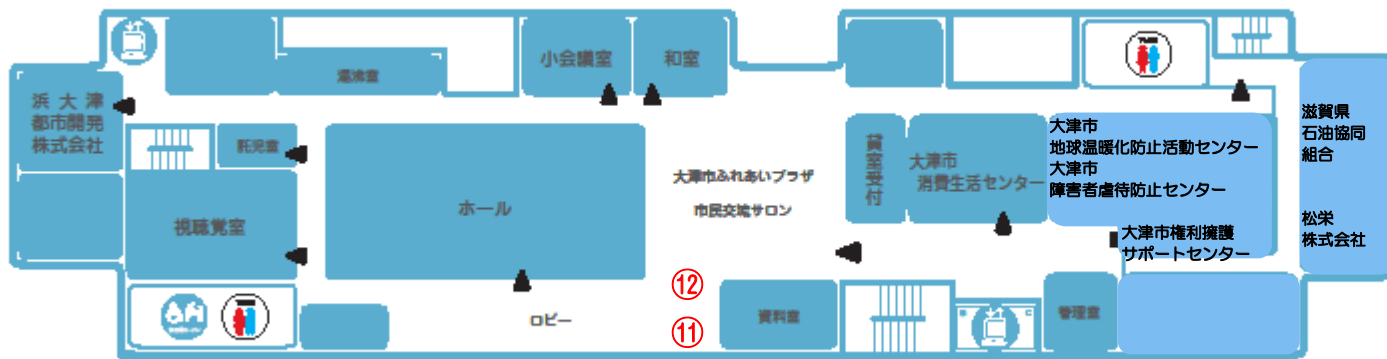 小会議室
和室
湯沸室
浜大津
都市開発
株式会社
託児室
視聴覚室
ホール
大津市ふれあいプラザ
市民交流サロン
貸室受付
大津市
消費生活センター
大津市
地球温暖化防止活動センター
大津市
障害者虐待防止センター
大津市権利擁護
サポートセンター
滋賀県
石油協同
組合
松栄
株式会社
⑫
⑪
ロビー
資料室
管理室